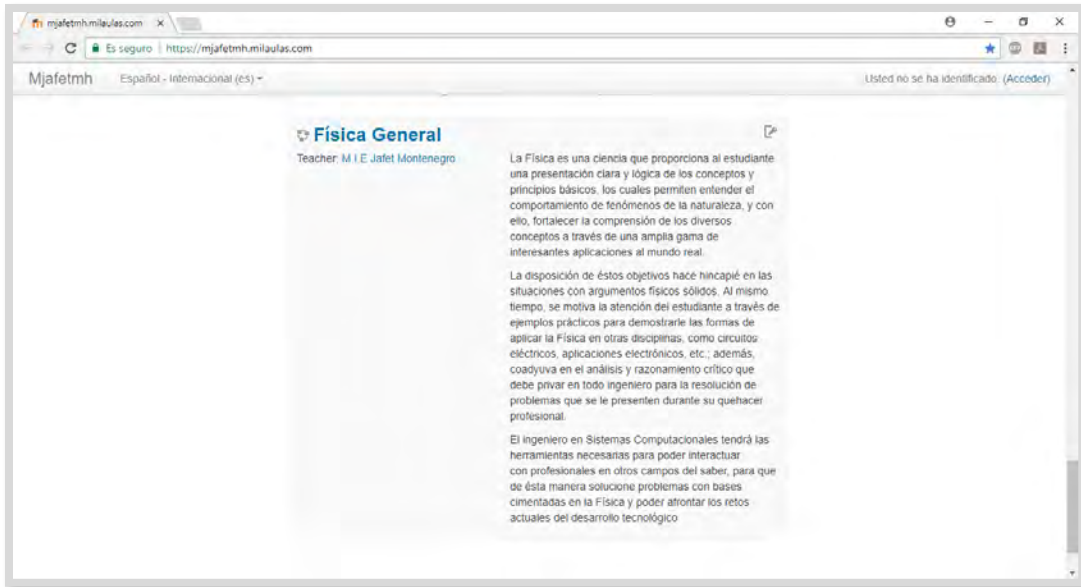 mjafetmh.milaulas.com
Es seguro | https://mjafetmh.milaulas.com
Mjafetmh Español - Internacional (es)
Usted no se ha identificado. (Acceder)
Física General
Teacher: M.I.E Jafet Montenegro
La Física es una ciencia que proporciona al estudiante
una presentación clara y lógica de los conceptos y
principios básicos, los cuales permiten entender el
comportamiento de fenómenos de la naturaleza, y con
ello, fortalecer la comprensión de los diversos
conceptos a través de una amplia gama de
interesantes aplicaciones al mundo real.
La disposición de éstos objetivos hace hincapié en las
situaciones con argumentos físicos sólidos. Al mismo
tiempo, se motiva la atención del estudiante a través de
ejemplos prácticos para demostrarle las formas de
aplicar la Física en otras disciplinas, como circuitos
eléctricos, aplicaciones electrónicos, etc.; además,
coadyuva en el análisis y razonamiento crítico que
debe privar en todo ingeniero para la resolución de
problemas que se le presenten durante su quehacer
profesional.
El ingeniero en Sistemas Computacionales tendrá las
herramientas necesarias para poder interactuar
con profesionales en otros campos del saber, para que
de ésta manera solucione problemas con bases
cimentadas en la Física y poder afrontar los retos
actuales del desarrollo tecnológico